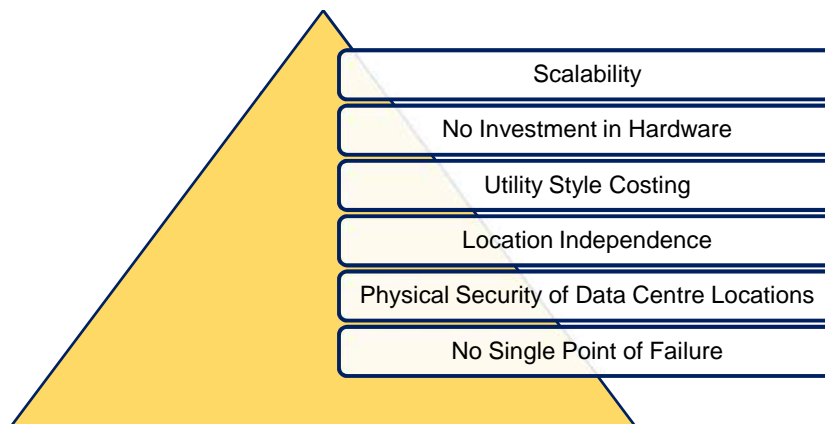 Scalability
No Investment in Hardware
Utility Style Costing
Location Independence
Physical Security of Data Centre Locations
No Single Point of Failure